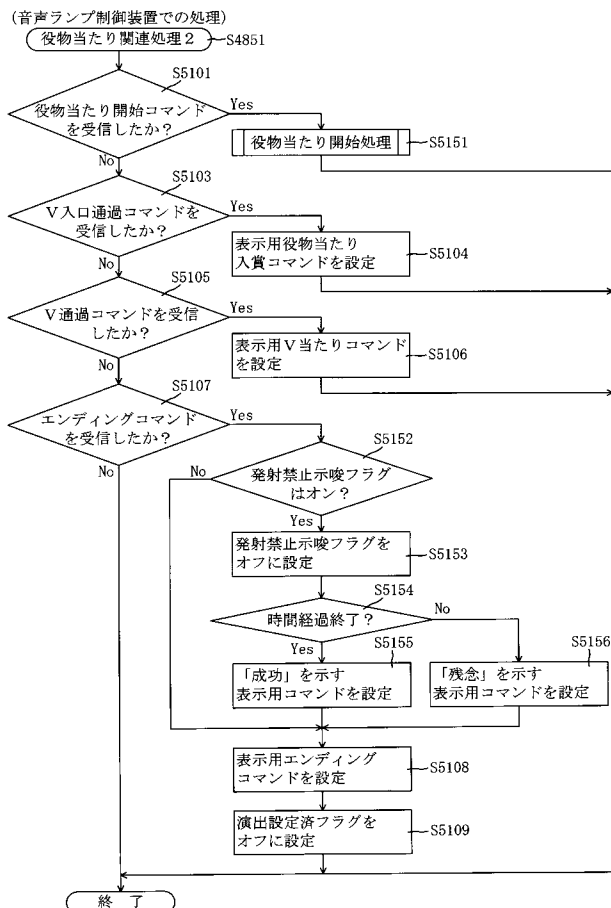 (音声ランプ制御装置での処理)
役物当たり関連処理2
S4851
S5101
役物当たり開始コマンド
を受信したか?
Yes
No
役物当たり開始処理
S5151
S5103
V入口通過コマンドを
受信したか?
Yes
No
表示用役物当たり
入賞コマンドを設定
S5104
S5105
V通過コマンドを受信
したか?
Yes
No
表示用V当たりコマンド
を設定
S5106
S5107
エンディングコマンド
を受信したか?
Yes
No
S5152
発射禁止示唆フラグ
はオン?
No
Yes
発射禁止示唆フラグを
オフに設定
S5153
S5154
時間経過終了?
No
Yes
S5155
「成功」を示す
表示用コマンドを設定
S5156
「残念」を示す
表示用コマンドを設定
表示用エンディング
コマンドを設定
S5108
演出設定済フラグを
オフに設定
S5109
終 了